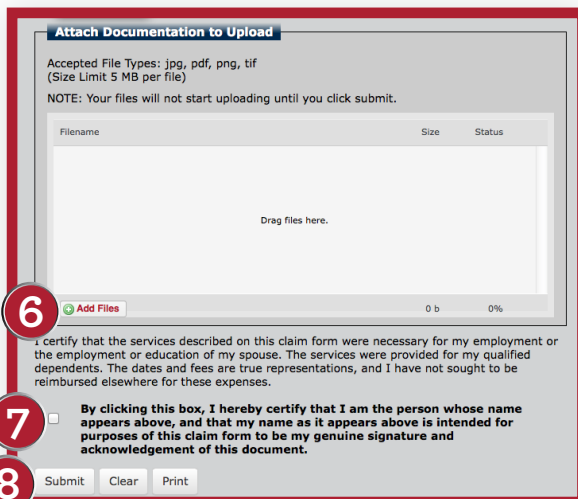 Attach Documentation to Upload
Accepted File Types: jpg, pdf, png, tif
(Size Limit 5 MB per file)
NOTE: Your files will not start uploading until you click submit.
Filename Size Status
Drag files here.
6 Add Files 0 b 0%
I certify that the services described on this claim form were necessary for my employment or
the employment or education of my spouse. The services were provided for my qualified
dependents. The dates and fees are true representations, and I have not sought to be
reimbursed elsewhere for these expenses.
7 By clicking this box, I hereby certify that I am the person whose name
appears above, and that my name as it appears above is intended for
purposes of this claim form to be my genuine signature and
acknowledgement of this document.
8 Submit Clear Print